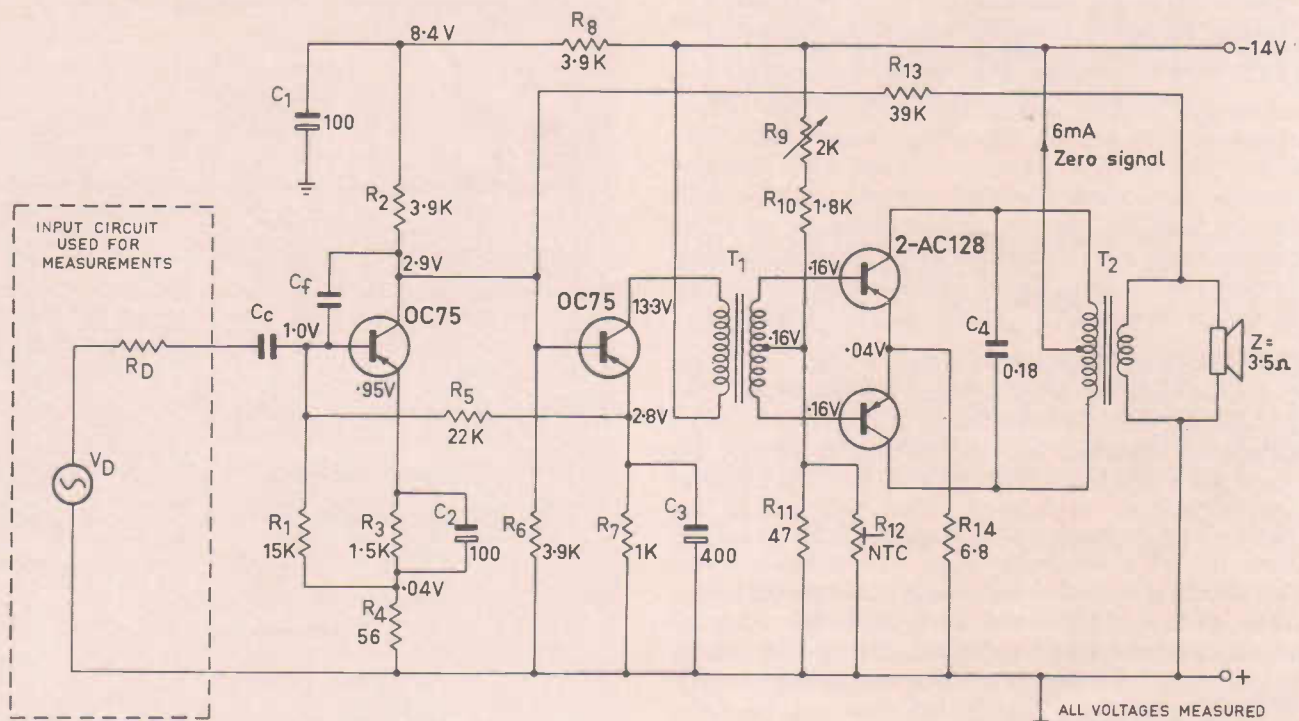 8·4 V
R8
3·9K
-14V
R13
39K
C1
100
R9
2K
6mA
Zero signal
R2
3·9K
R10
1·8K
INPUT CIRCUIT
USED FOR
MEASUREMENTS
2-AC128
2·9V
T1
·16V
T2
Cf
OC75
OC75
13·3V
Cc
1·0V
·16V
·04V
C4
0·18
Z=
3·5Ω
RD
·95V
R5
22 K
2·8V
·16V
VD
R1
15K
R3
1·5K
C2
100
R6
3·9K
R7
1K
C3
400
R11
47
R12
NTC
R14
6·8
·04V
R4
56
+
ALL VOLTAGES MEASURED